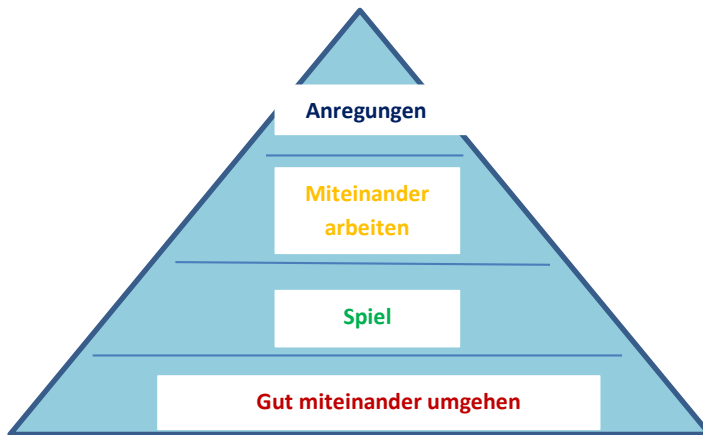 Anregungen
Miteinander
arbeiten
Spiel
Gut miteinander umgehen